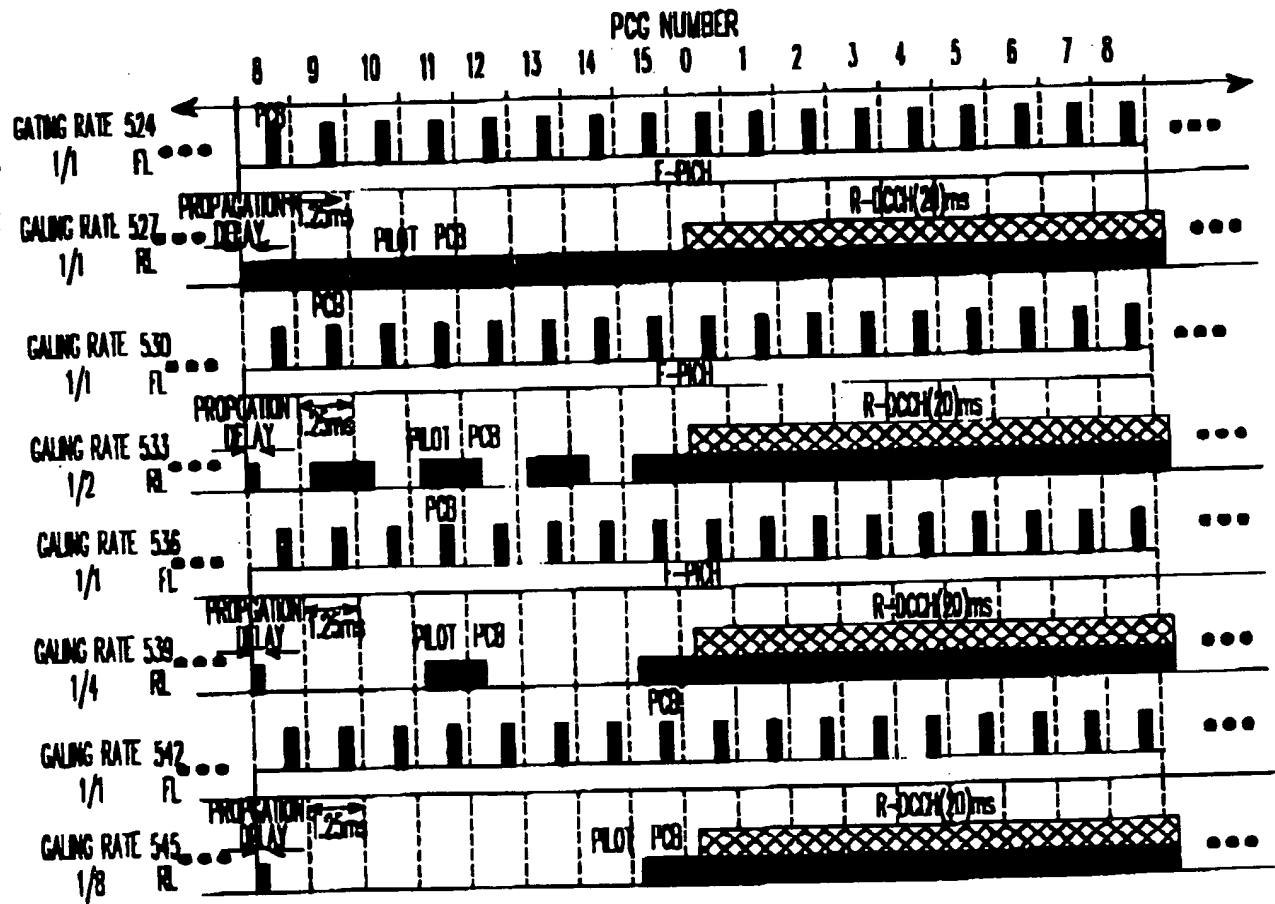 PCG NUMBER
8 9 10 11 12 13 14 15 0 1 2 3 4 5 6 7 8
PCB
GATING RATE 524
1/1 FL
F-PICH
PROPAGATION DELAY
1.25ms
R-DCCH(20)ms
GALING RATE 527
1/1 RL
PILOT PCB
PCB
GALING RATE 530
1/1 FL
F-PICH
PROPGATION DELAY
1.25ms
R-DCCH(20)ms
GALING RATE 533
1/2 RL
PILOT PCB
PCB
GALING RATE 536
1/1 FL
F-PICH
PROPGATION DELAY
1.25ms
R-DCCH(20)ms
GALING RATE 539
1/4 RL
PILOT PCB
PCB
GALING RATE 542
1/1 FL
PROPGATION DELAY
1.25ms
R-DCCH(20)ms
GALING RATE 545
1/8 RL
PILOT PCB